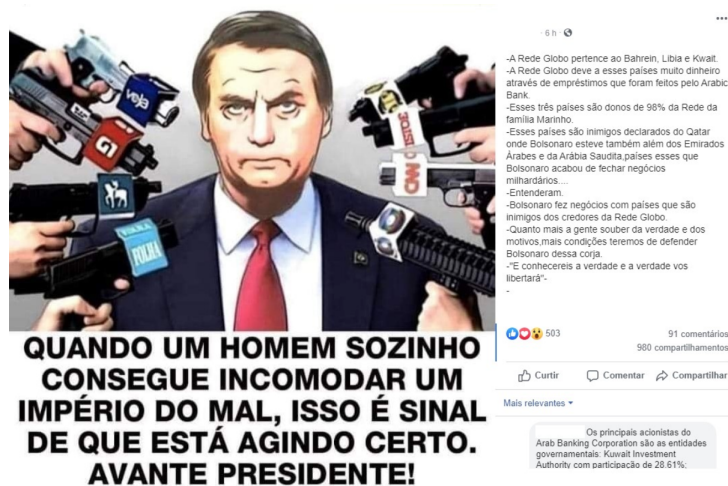 veja
G1
FOLHA
ISTOÉ
CNN
QUANDO UM HOMEM SOZINHO
CONSEGUE INCOMODAR UM
IMPÉRIO DO MAL, ISSO É SINAL
DE QUE ESTÁ AGINDO CERTO.
AVANTE PRESIDENTE!
· 6 h ·
-A Rede Globo pertence ao Bahrein, Libia e Kwait.
-A Rede Globo deve a esses países muito dinheiro
através de empréstimos que foram feitos pelo Arabic
Bank.
-Esses três países são donos de 98% da Rede da
família Marinho.
-Esses países são inimigos declarados do Qatar
onde Bolsonaro esteve também além dos Emirados
Árabes e da Arábia Saudita,países esses que
Bolsonaro acabou de fechar negócios
milhardários....
-Entenderam.
-Bolsonaro fez negócios com países que são
inimigos dos credores da Rede Globo.
-Quanto mais a gente souber da verdade e dos
motivos,mais condições teremos de defender
Bolsonaro dessa corja.
-"E conhecereis a verdade e a verdade vos
libertará"-
-
503
91 comentários
980 compartilhamentos
Curtir Comentar Compartilhar
Mais relevantes
Os principais acionistas do
Arab Banking Corporation são as entidades
governamentais: Kuwait Investment
Authority com participação de 28.61%;